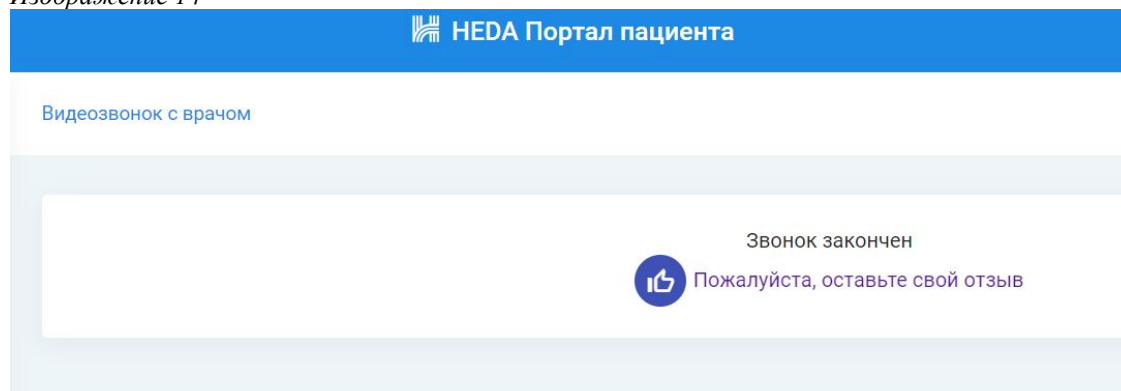 HEDA Портал пациента
Видеозвонок с врачом
Звонок закончен
Пожалуйста, оставьте свой отзыв